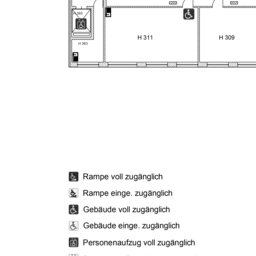 H 311
H 309
H 363
Rampe voll zugänglich
Rampe einge. zugänglich
Gebäude voll zugänglich
Gebäude einge. zugänglich
Personenaufzug voll zugänglich